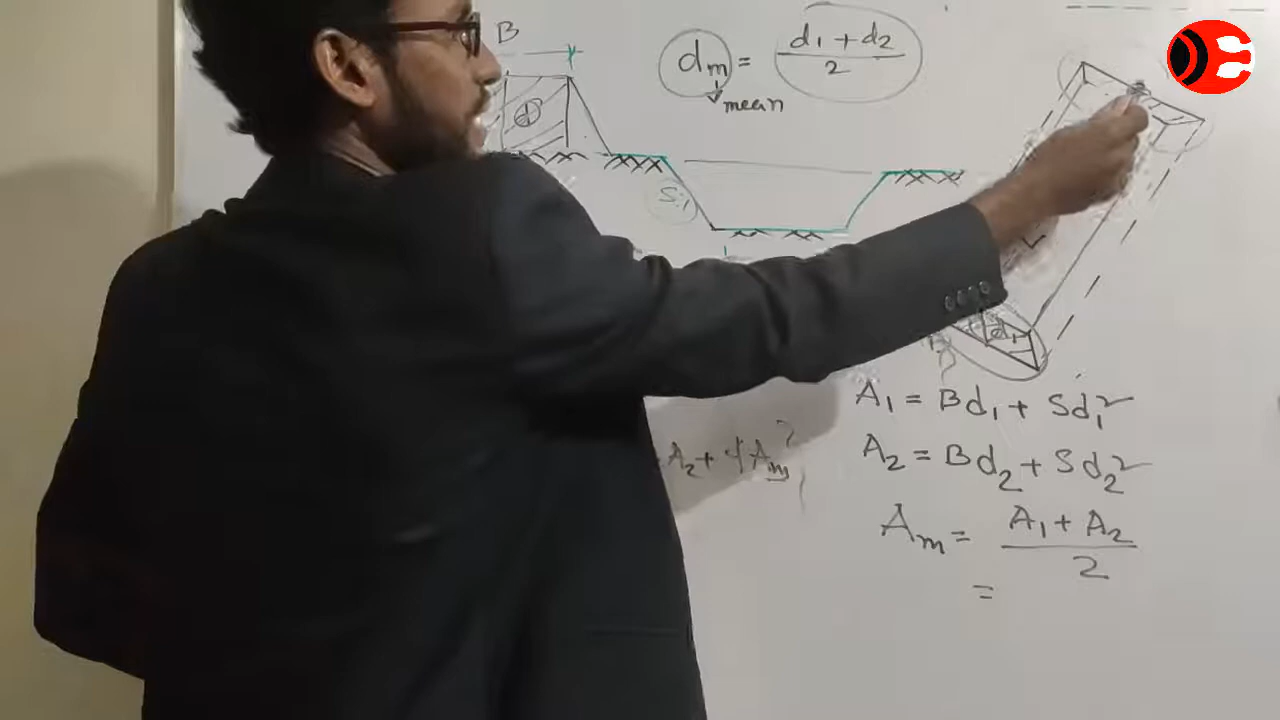 B
dm = d1 + d2 / 2
mean
d
S:1
d1
A1 = Bd1 + Sd1²
A2 + 4Am
A2 = Bd2 + Sd2²
Am = A1 + A2 / 2
=